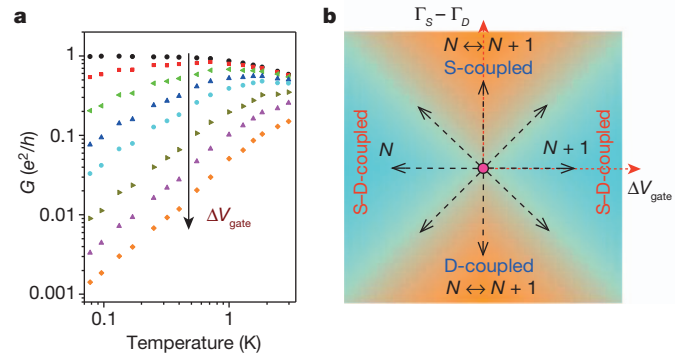 a
1
0.1
0.01
0.001
G (e²/h)
ΔV_gate
0.1
1
Temperature (K)
b
Γ_S – Γ_D
N ↔ N + 1
S-coupled
S–D-coupled
N
N + 1
S–D-coupled
ΔV_gate
D-coupled
N ↔ N + 1